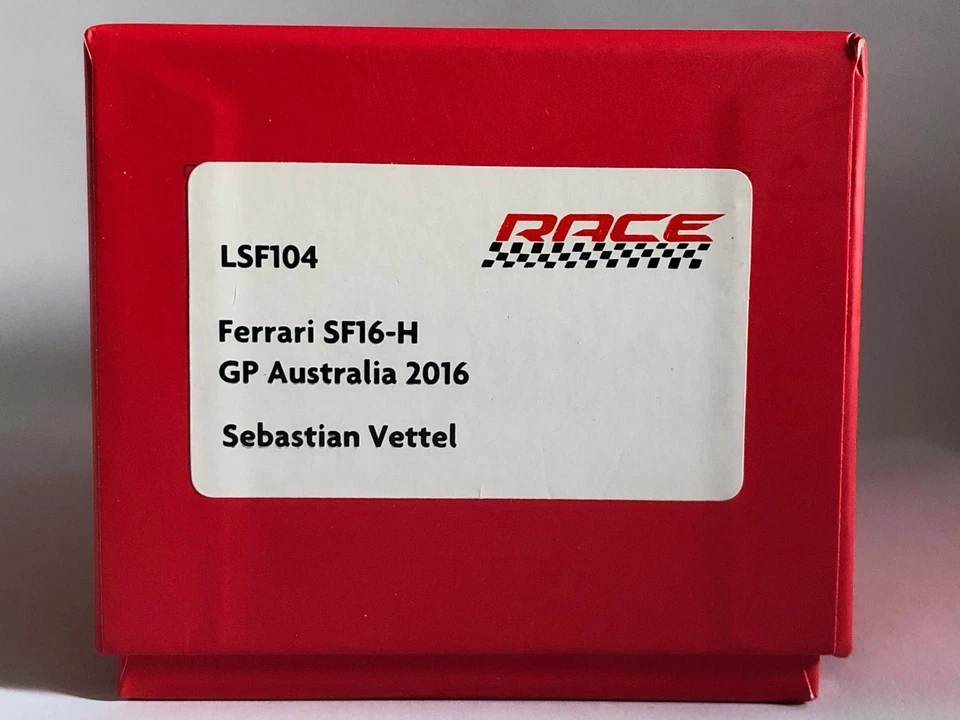 RACE
LSF104
Ferrari SF16-H
GP Australia 2016
Sebastian Vettel